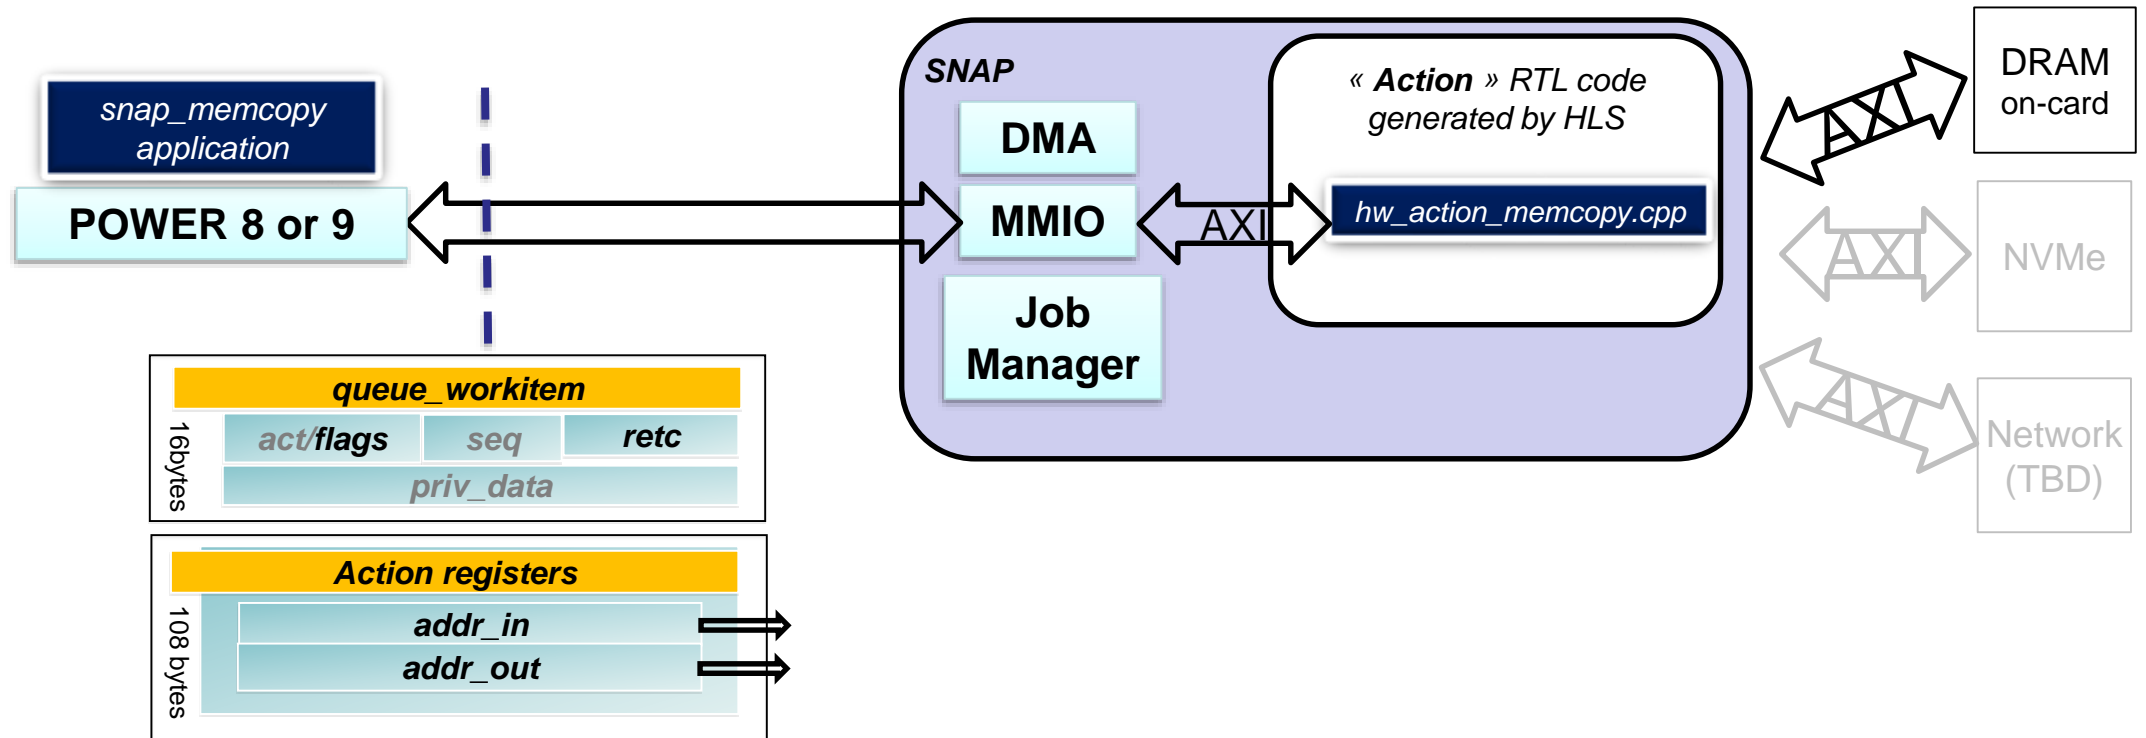 snap_memcopy
application
POWER 8 or 9
SNAP
DMA
MMIO
Job
Manager
AXI
« Action » RTL code
generated by HLS
hw_action_memcopy.cpp
AXI
DRAM
on-card
AXI
NVMe
AXI
Network
(TBD)
queue_workitem
16bytes
act/flags
seq
retc
priv_data
Action registers
108 bytes
addr_in
addr_out